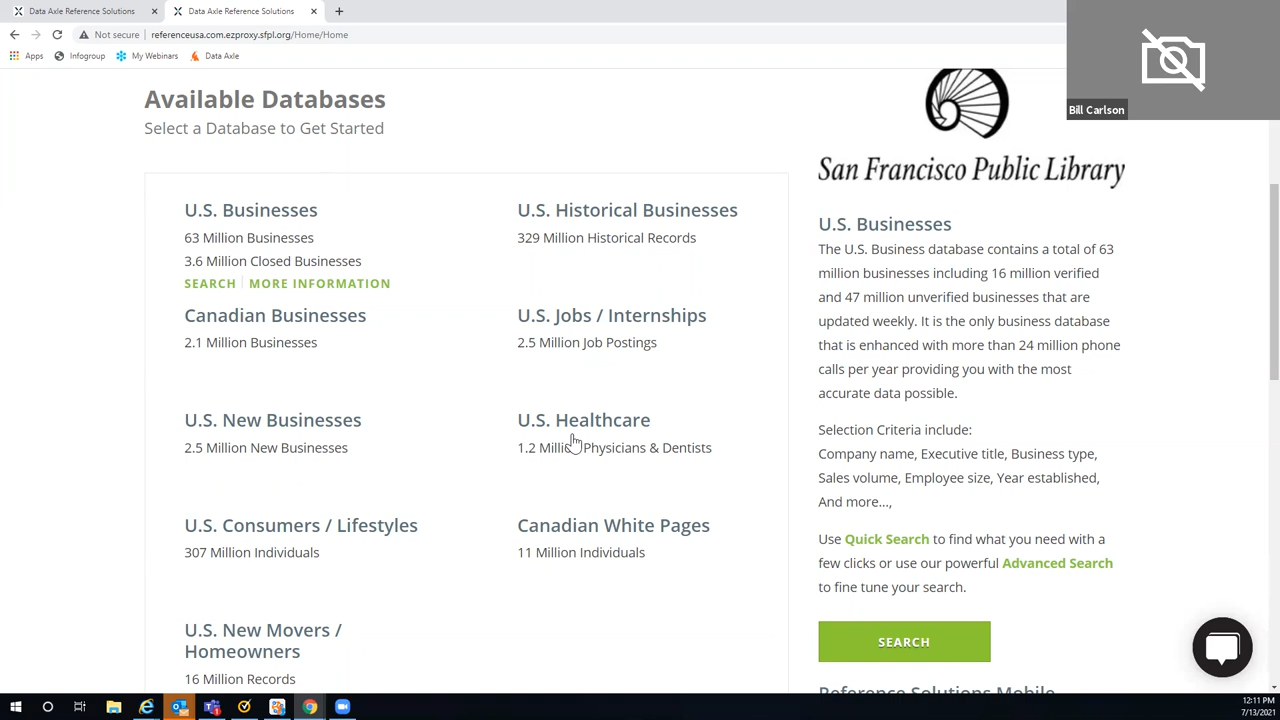 Data Axle Reference Solutions
Data Axle Reference Solutions
Not secure
referenceusa.com.ezproxy.sfpl.org/Home/Home
Apps
Infogroup
My Webinars
Data Axle
Bill Carlson
Available Databases
Select a Database to Get Started
U.S. Businesses
63 Million Businesses
3.6 Million Closed Businesses
SEARCH
MORE INFORMATION
U.S. Historical Businesses
329 Million Historical Records
Canadian Businesses
2.1 Million Businesses
U.S. Jobs / Internships
2.5 Million Job Postings
U.S. New Businesses
2.5 Million New Businesses
U.S. Healthcare
1.2 Million Physicians & Dentists
U.S. Consumers / Lifestyles
307 Million Individuals
Canadian White Pages
11 Million Individuals
U.S. New Movers /
Homeowners
16 Million Records
San Francisco Public Library
U.S. Businesses
The U.S. Business database contains a total of 63
million businesses including 16 million verified
and 47 million unverified businesses that are
updated weekly. It is the only business database
that is enhanced with more than 24 million phone
calls per year providing you with the most
accurate data possible.
Selection Criteria include:
Company name, Executive title, Business type,
Sales volume, Employee size, Year established,
And more...,
Use Quick Search to find what you need with a
few clicks or use our powerful Advanced Search
to fine tune your search.
SEARCH
Reference Solutions Mobile
12:11 PM
7/13/2021